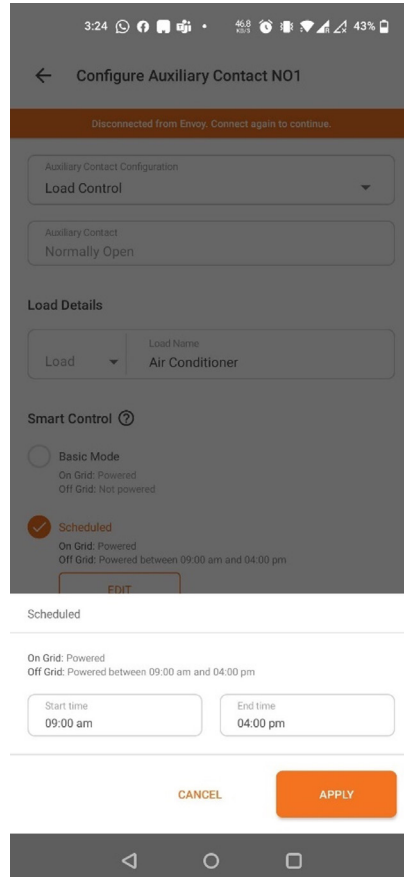 3:24
46.8
KB/S
43%
Configure Auxiliary Contact NO1
Disconnected from Envoy. Connect again to continue.
Auxiliary Contact Configuration
Load Control
Auxiliary Contact
Normally Open
Load Details
Load
Load Name
Air Conditioner
Smart Control
Basic Mode
On Grid: Powered
Off Grid: Not powered
Scheduled
On Grid: Powered
Off Grid: Powered between 09:00 am and 04:00 pm
EDIT
Scheduled
On Grid: Powered
Off Grid: Powered between 09:00 am and 04:00 pm
Start time
09:00 am
End time
04:00 pm
CANCEL
APPLY